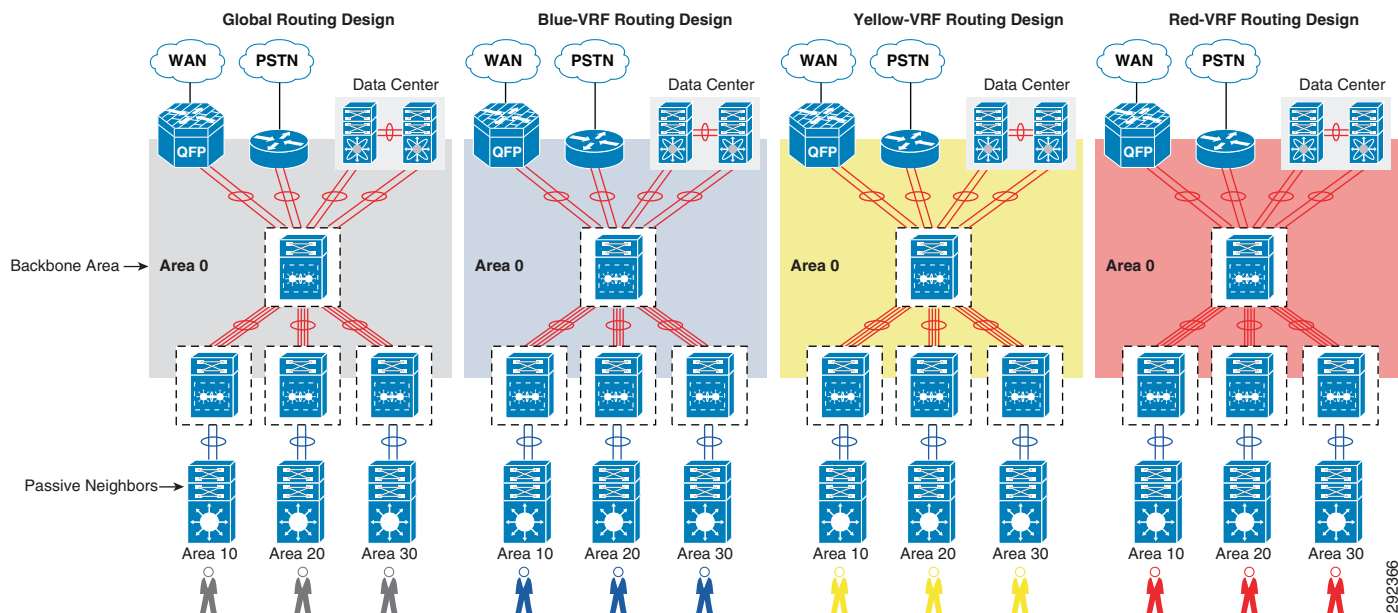 Global Routing Design
Blue-VRF Routing Design
Yellow-VRF Routing Design
Red-VRF Routing Design
WAN
PSTN
WAN
PSTN
WAN
PSTN
WAN
PSTN
Data Center
Data Center
Data Center
Data Center
QFP
QFP
QFP
QFP
Backbone Area
Area 0
Area 0
Area 0
Area 0
Passive Neighbors
Area 10
Area 20
Area 30
Area 10
Area 20
Area 30
Area 10
Area 20
Area 30
Area 10
Area 20
Area 30
292366